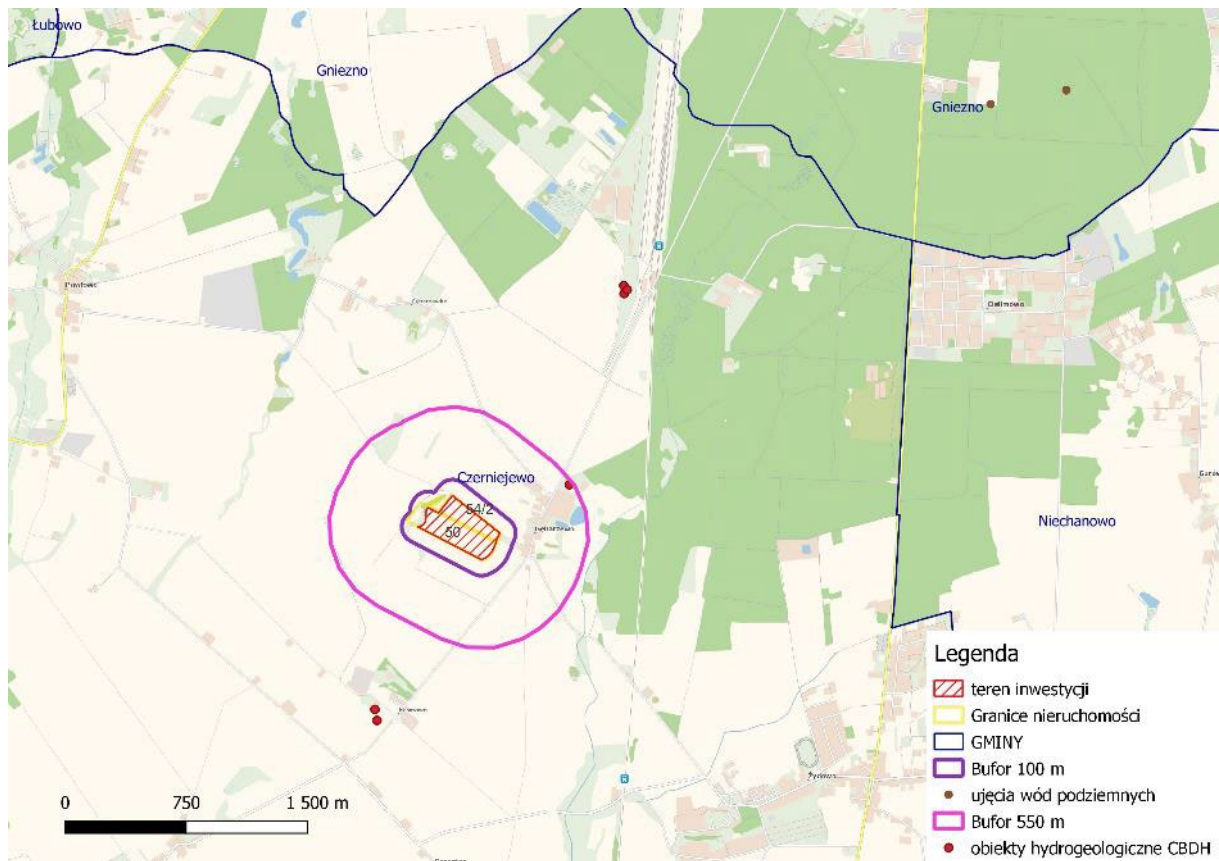 Łubowo
Gniezno
Gniezno
Czerniejewo
54/2
50
Niechanowo
Żydowo
Legenda
teren inwestycji
Granice nieruchomości
GMINY
Bufor 100 m
ujęcia wód podziemnych
Bufor 550 m
obiekty hydrogeologiczne CBDH
0 750 1 500 m